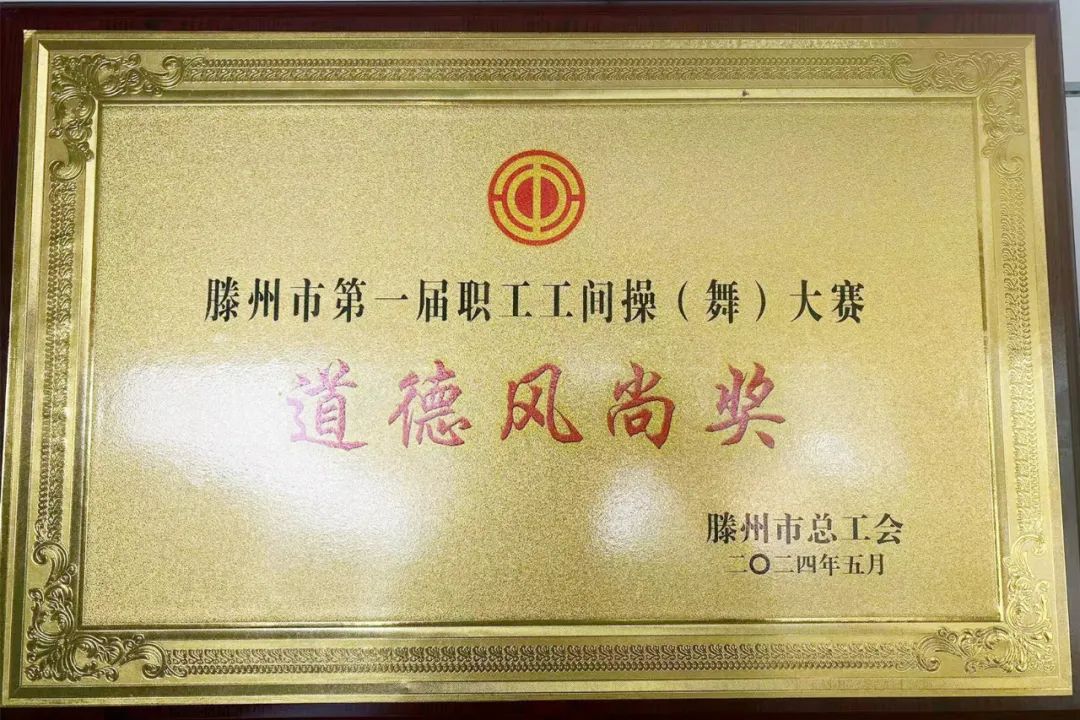 滕州市第一届职工工间操（舞）大赛
道德风尚奖
滕州市总工会
二〇二四年五月